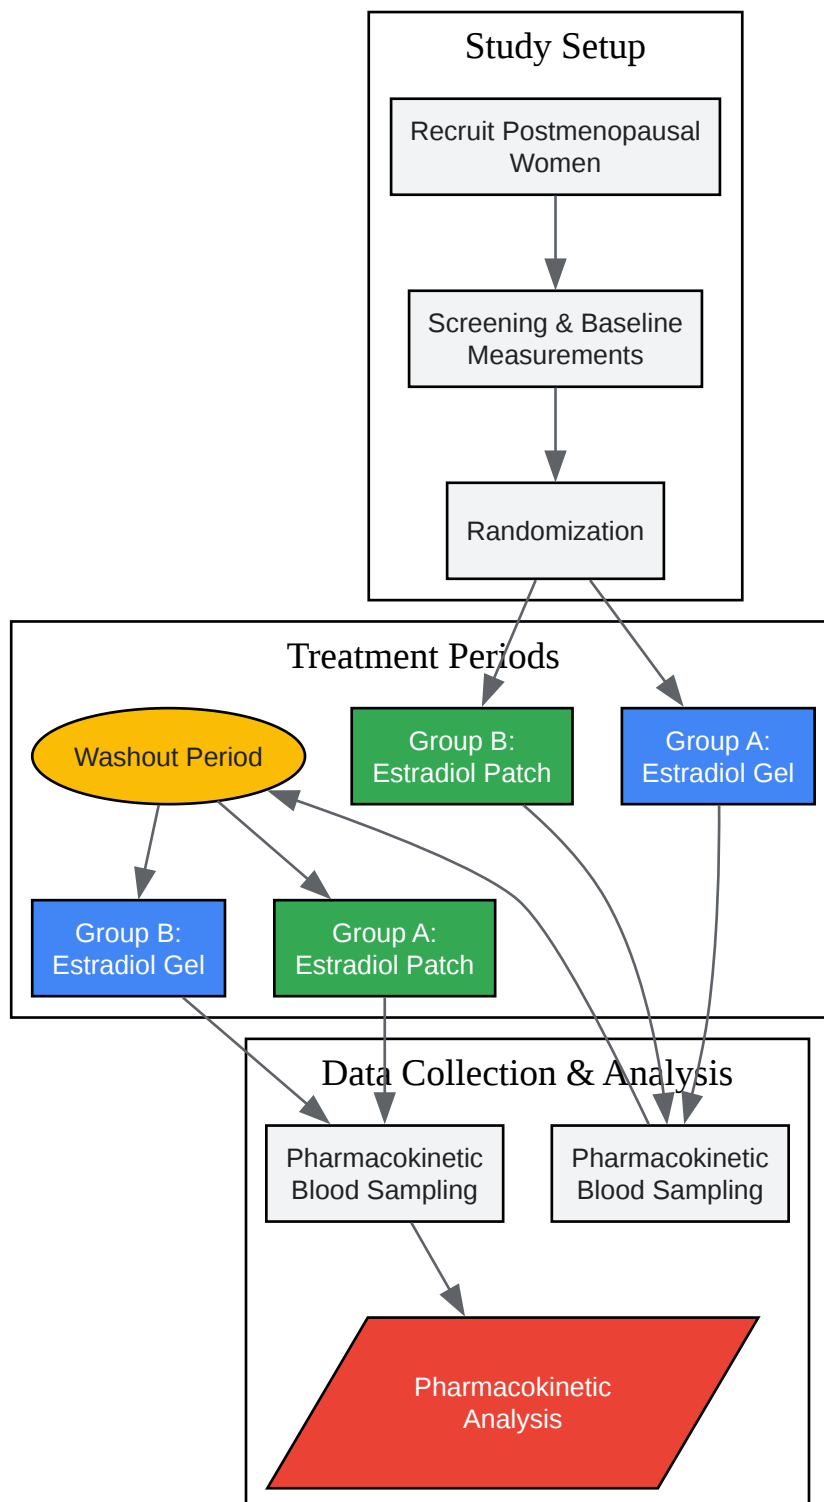 Study Setup
Recruit Postmenopausal
Women
Screening & Baseline
Measurements
Randomization
Treatment Periods
Washout Period
Group B:
Estradiol Patch
Group A:
Estradiol Gel
Group B:
Estradiol Gel
Group A:
Estradiol Patch
Data Collection & Analysis
Pharmacokinetic
Blood Sampling
Pharmacokinetic
Blood Sampling
Pharmacokinetic
Analysis